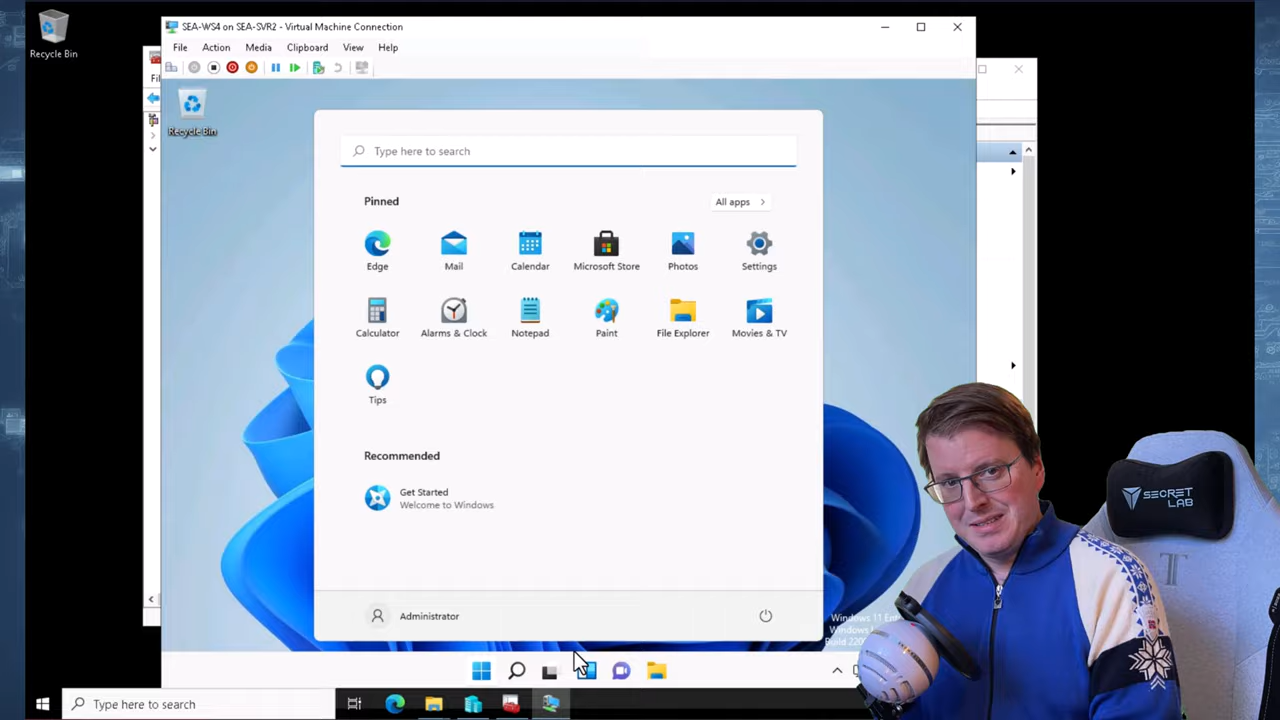 Recycle Bin
SEA-WS4 on SEA-SVR2 - Virtual Machine Connection
File Action Media Clipboard View Help
Recycle Bin
Type here to search
Pinned
All apps
Edge
Mail
Calendar
Microsoft Store
Photos
Settings
Calculator
Alarms & Clock
Notepad
Paint
File Explorer
Movies & TV
Tips
Recommended
Get Started
Welcome to Windows
Administrator
Windows 11
SECRET
LAB
Type here to search